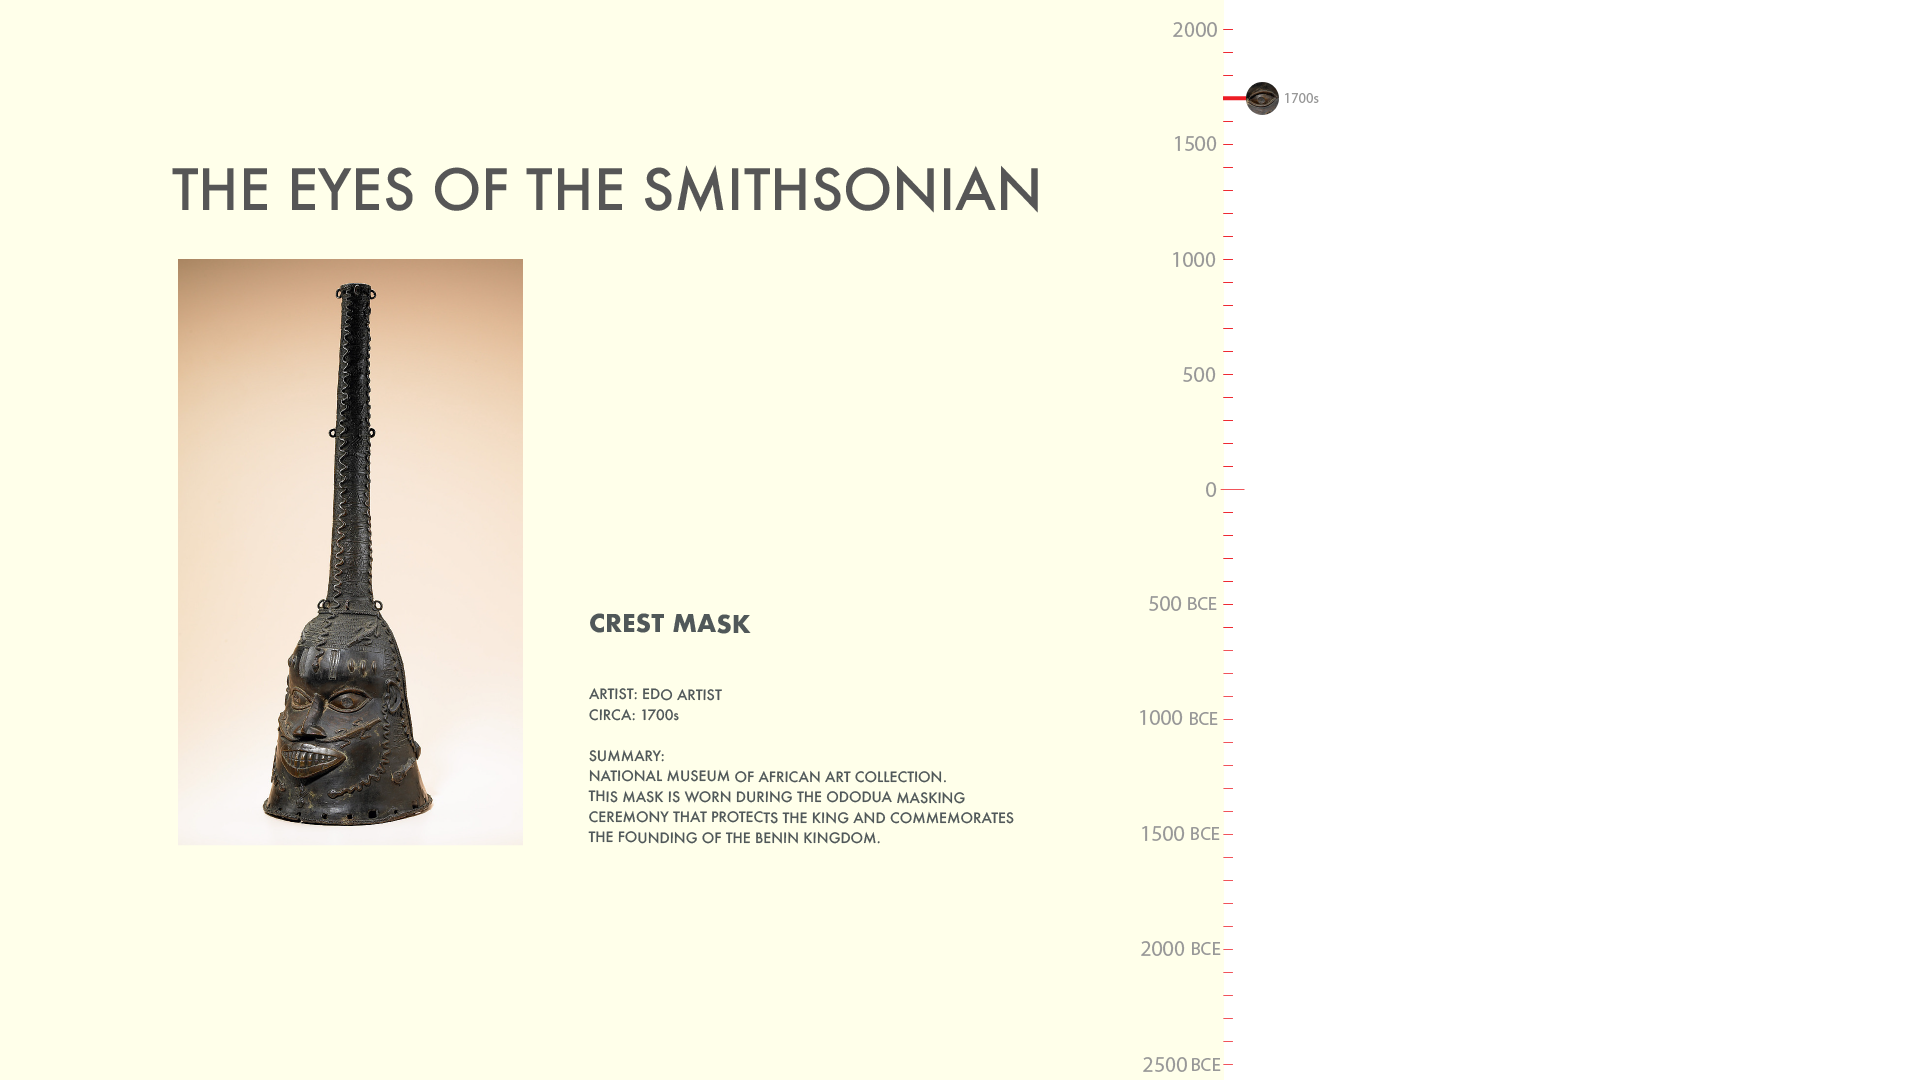 THE EYES OF THE SMITHSONIAN
CREST MASK
ARTIST: EDO ARTIST
CIRCA: 1700s
SUMMARY:
NATIONAL MUSEUM OF AFRICAN ART COLLECTION.
THIS MASK IS WORN DURING THE ODODUA MASKING
CEREMONY THAT PROTECTS THE KING AND COMMEMORATES
THE FOUNDING OF THE BENIN KINGDOM.
2000
1700s
1500
1000
500
0
500 BCE
1000 BCE
1500 BCE
2000 BCE
2500 BCE